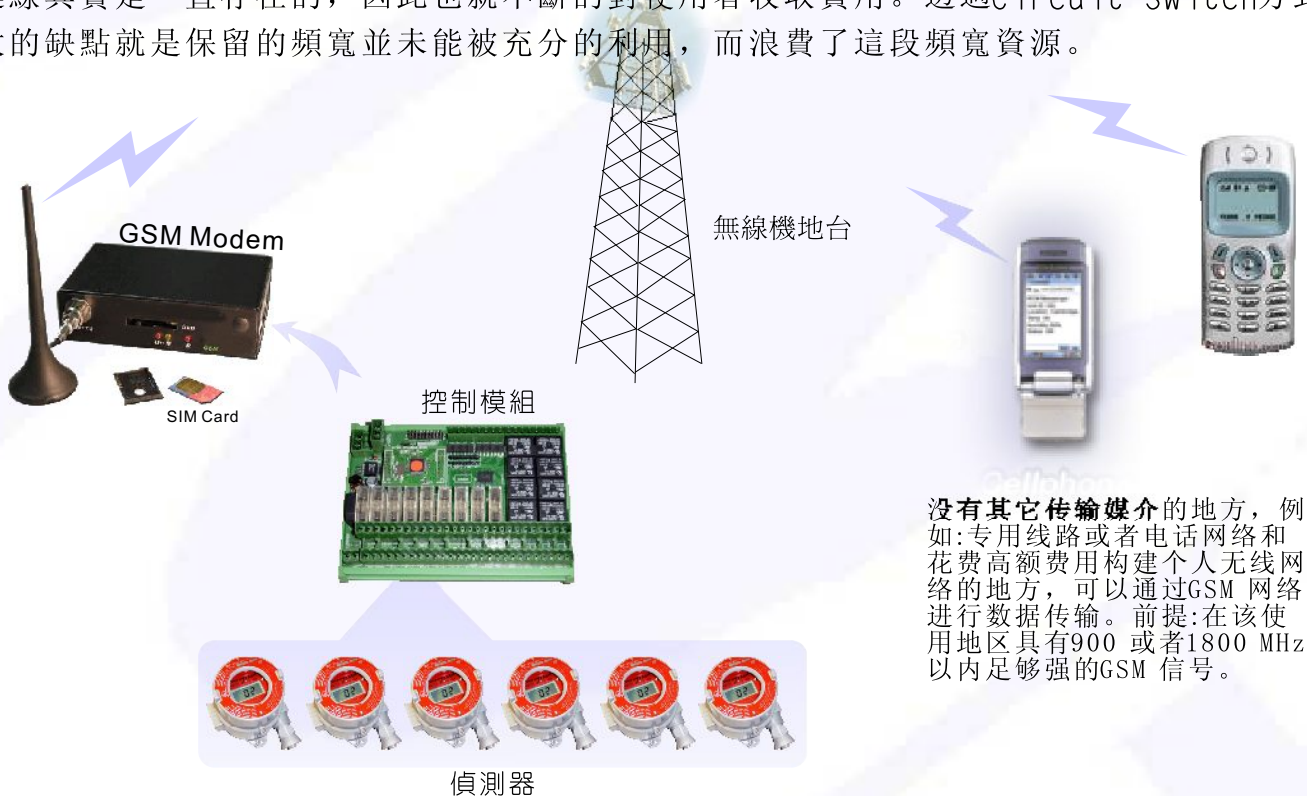 線其實是一直存在的，因此也就不斷的對使用者收取費用。透過Circuit Switch方式
的缺點就是保留的頻寬並未能被充分的利用，而浪費了這段頻寬資源。
無線機地台
GSM Modem
SIM Card
控制模組
Cellphone
没有其它传输媒介的地方，例
如:专用线路或者电话网络和
花费高额费用构建个人无线网
络的地方，可以通过GSM 网络
进行数据传输。前提:在该使
用地区具有900 或者1800 MHz
以内足够强的GSM 信号。
偵測器